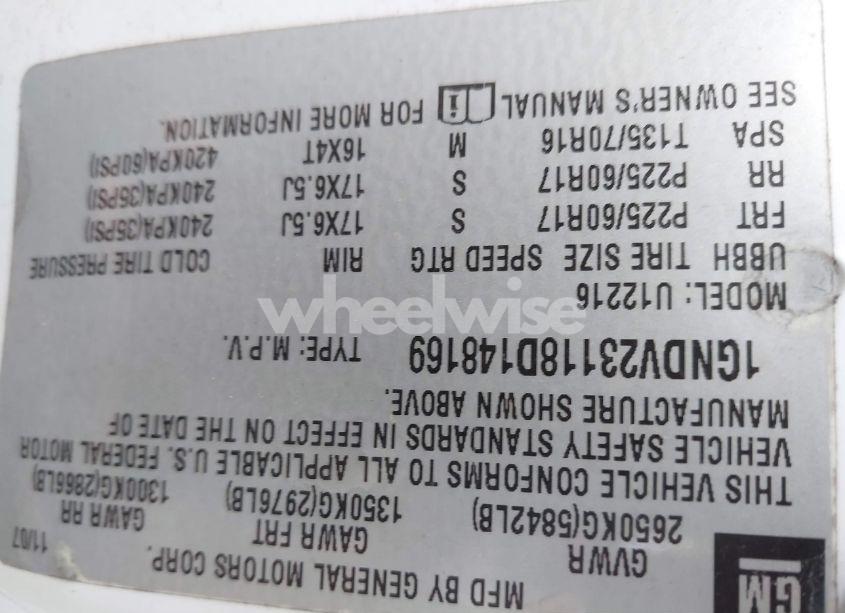 GM
MFD BY GENERAL MOTORS CORP. 11/07
GVWR GAWR FRT GAWR RR
2650KG(5842LB) 1350KG(2976LB) 1300KG(2866LB)
THIS VEHICLE CONFORMS TO ALL APPLICABLE U.S. FEDERAL MOTOR
VEHICLE SAFETY STANDARDS IN EFFECT ON THE DATE OF
MANUFACTURE SHOWN ABOVE.
1GNDV23118D148169 TYPE: M.P.V.
MODEL: U12216
UBBH TIRE SIZE SPEED RTG RIM COLD TIRE PRESSURE
FRT P225/60R17 S 17X6.5J 240KPA(35PSI)
RR P225/60R17 S 17X6.5J 240KPA(35PSI)
SPA T135/70R16 M 16X4T 420KPA(60PSI)
SEE OWNER'S MANUAL i FOR MORE INFORMATION.
wheelwise